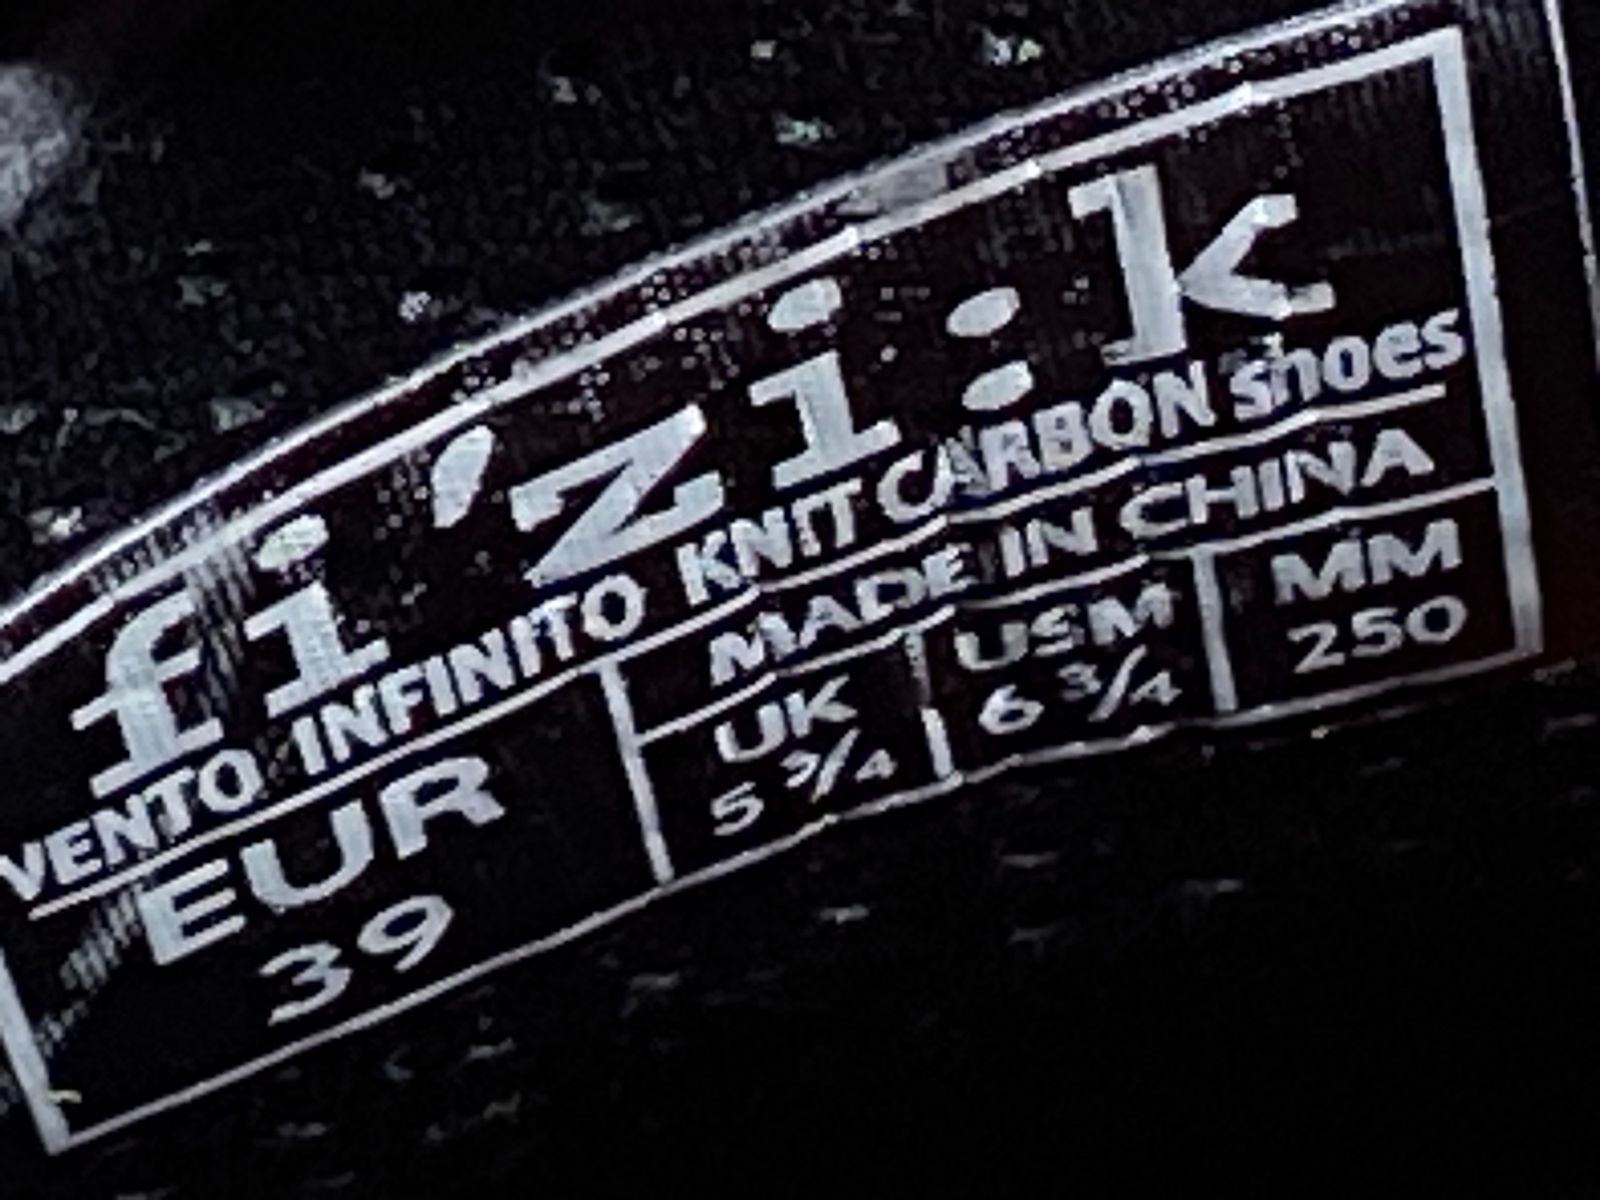 fi'zi:k
VENTO INFINITO KNIT CARBON shoes
MADE IN CHINA
EUR
39
UK
5 3/4
USM
6 3/4
MM
250